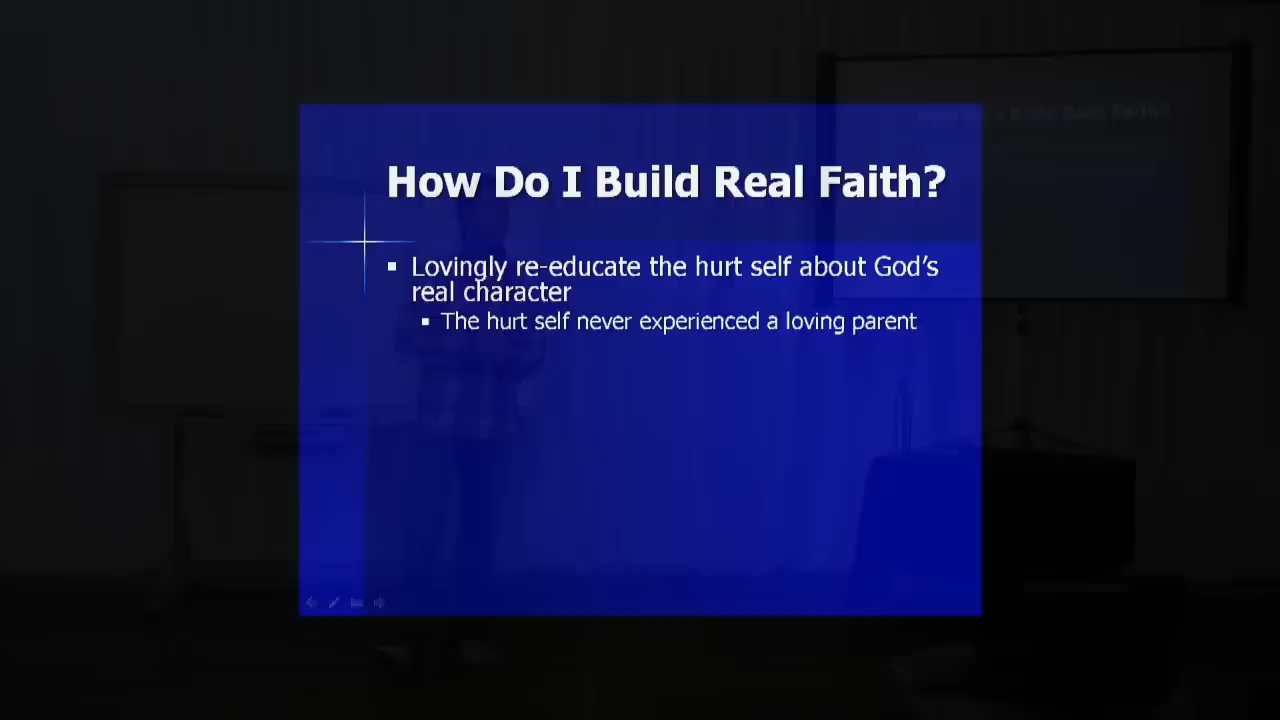 How Do I Build Real Faith?
Lovingly re-educate the hurt self about God's
real character
The hurt self never experienced a loving parent